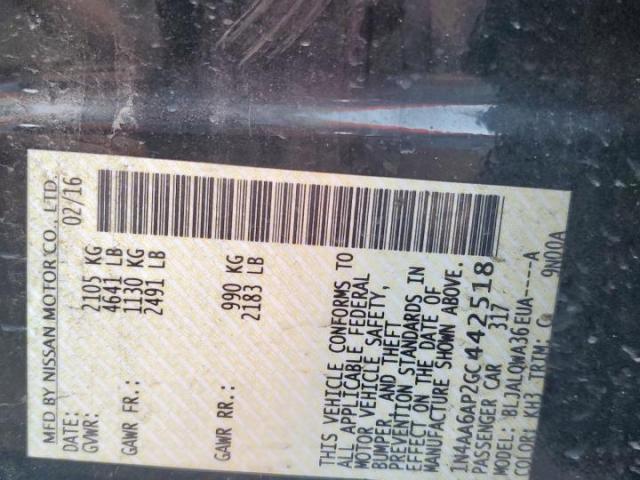 MFD BY NISSAN MOTOR CO., LTD.
DATE: 02/16
GVWR: 2105 KG
4641 LB
GAWR FR.: 1130 KG
2491 LB
GAWR RR.: 990 KG
2183 LB
THIS VEHICLE CONFORMS TO
ALL APPLICABLE FEDERAL
MOTOR VEHICLE SAFETY,
BUMPER, AND THEFT
PREVENTION STANDARDS IN
EFFECT ON THE DATE OF
MANUFACTURE SHOWN ABOVE.
1N4AA6AP2GC442518
PASSENGER CAR 317
MODEL: BLJALQWA36EUA-----A
COLOR: KH3 TRIM: G 9N00A